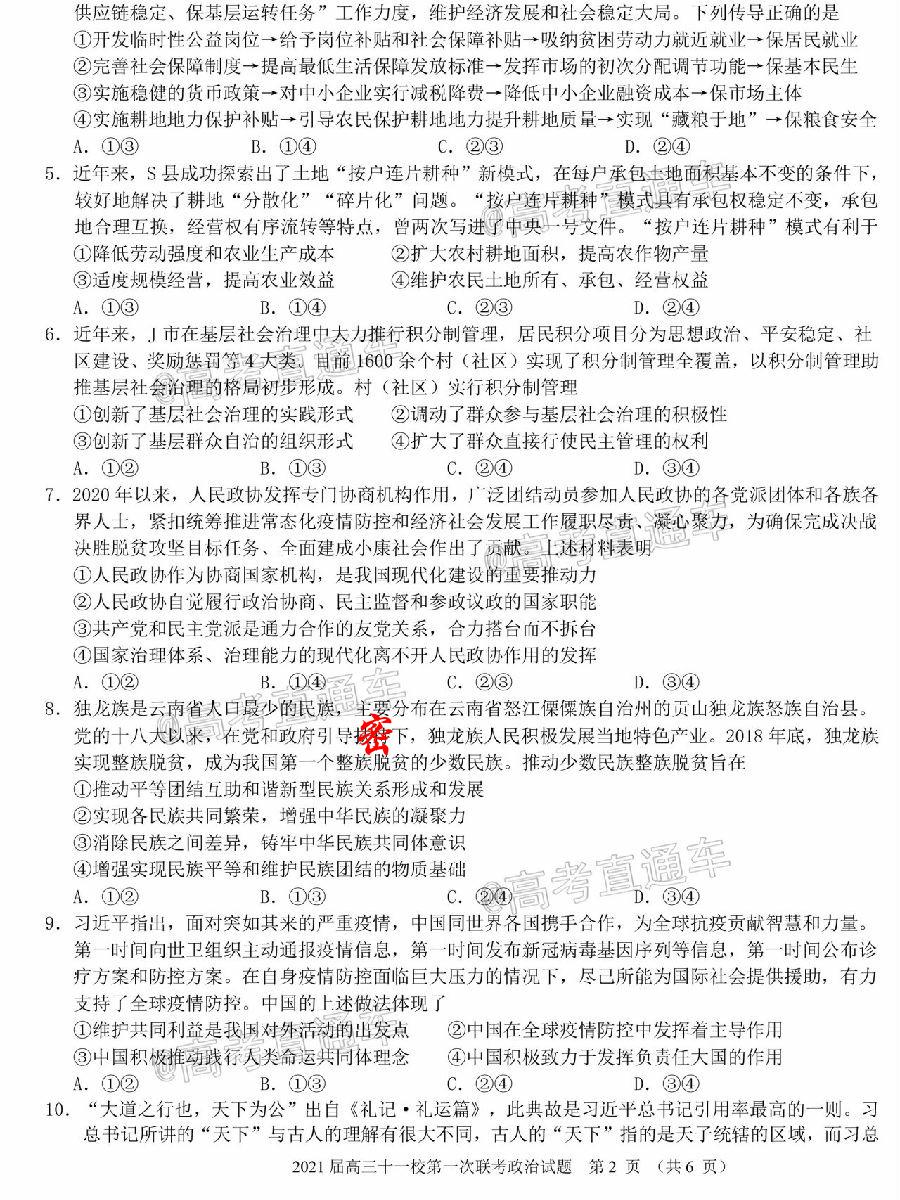 供应链稳定、保基层运转任务”工作力度，维护经济发展和社会稳定大局。下列传导正确的是
①开发临时性公益岗位→给予岗位补贴和社会保障补贴→吸纳贫困劳动力就近就业→保居民就业
②完善社会保障制度→提高最低生活保障发放标准→发挥市场的初次分配调节功能→保基本民生
③实施稳健的货币政策→对中小企业实行减税降费→降低中小企业融资成本→保市场主体
④实施耕地地力保护补贴→引导农民保护耕地地力提升耕地质量→实现“藏粮于地”→保粮食安全
A. ①③ B. ①④ C. ②③ D. ②④
5. 近年来，S县成功探索出了土地“按户连片耕种”新模式，在每户承包土地面积基本不变的条件下，
较好地解决了耕地“分散化”“碎片化”问题。“按户连片耕种”模式具有承包权稳定不变，承包
地合理互换，经营权有序流转等特点，曾两次写进了中央一号文件。“按户连片耕种”模式有利于
①降低劳动强度和农业生产成本 ②扩大农村耕地面积，提高农作物产量
③适度规模经营，提高农业效益 ④维护农民土地所有、承包、经营权益
A. ①③ B. ①④ C. ②③ D. ②④
6. 近年来，J市在基层社会治理中大力推行积分制管理，居民积分项目分为思想政治、平安稳定、社
区建设、奖励惩罚等4大类。目前1600余个村（社区）实现了积分制管理全覆盖，以积分制管理助
推基层社会治理的格局初步形成。村（社区）实行积分制管理
①创新了基层社会治理的实践形式 ②调动了群众参与基层社会治理的积极性
③创新了基层群众自治的组织形式 ④扩大了群众直接行使民主管理的权利
A. ①② B. ①③ C. ②④ D. ③④
7. 2020年以来，人民政协发挥专门协商机构作用，广泛团结动员参加人民政协的各党派团体和各族各
界人士，紧扣统筹推进常态化疫情防控和经济社会发展工作履职尽责、凝心聚力，为确保完成决战
决胜脱贫攻坚目标任务、全面建成小康社会作出了贡献。上述材料表明
①人民政协作为协商国家机构，是我国现代化建设的重要推动力
②人民政协自觉履行政治协商、民主监督和参政议政的国家职能
③共产党和民主党派是通力合作的友党关系，合力搭台而不拆台
④国家治理体系、治理能力的现代化离不开人民政协作用的发挥
A. ①② B. ①④ C. ②③ D. ③④
8. 独龙族是云南省人口最少的民族，主要分布在云南省怒江傈僳族自治州的贡山独龙族怒族自治县。
党的十八大以来，在党和政府引导扶持下，独龙族人民积极发展当地特色产业。2018年底，独龙族
实现整族脱贫，成为我国第一个整族脱贫的少数民族。推动少数民族整族脱贫旨在
①推动平等团结互助和谐新型民族关系形成和发展
②实现各民族共同繁荣，增强中华民族的凝聚力
③消除民族之间差异，铸牢中华民族共同体意识
④增强实现民族平等和维护民族团结的物质基础
A. ①② B. ①③ C. ②④ D. ③④
9. 习近平指出，面对突如其来的严重疫情，中国同世界各国携手合作，为全球抗疫贡献智慧和力量。
第一时间向世卫组织主动通报疫情信息，第一时间发布新冠病毒基因序列等信息，第一时间公布诊
疗方案和防控方案。在自身疫情防控面临巨大压力的情况下，尽己所能为国际社会提供援助，有力
支持了全球疫情防控。中国的上述做法体现了
①维护共同利益是我国对外活动的出发点 ②中国在全球疫情防控中发挥着主导作用
③中国积极推动践行人类命运共同体理念 ④中国积极致力于发挥负责任大国的作用
A. ①② B. ①③ C. ②④ D. ③④
10. “大道之行也，天下为公”出自《礼记·礼运篇》，此典故是习近平总书记引用率最高的一则。习
总书记所讲的“天下”与古人的理解有很大不同，古人的“天下”指的是天子统辖的区域，而习总
2021届高三十一校第一次联考政治试题 第2页（共6页）
密
@高考直通车
@高考直通车
@高考直通车
@高考直通车
@高考直通车
@高考直通车